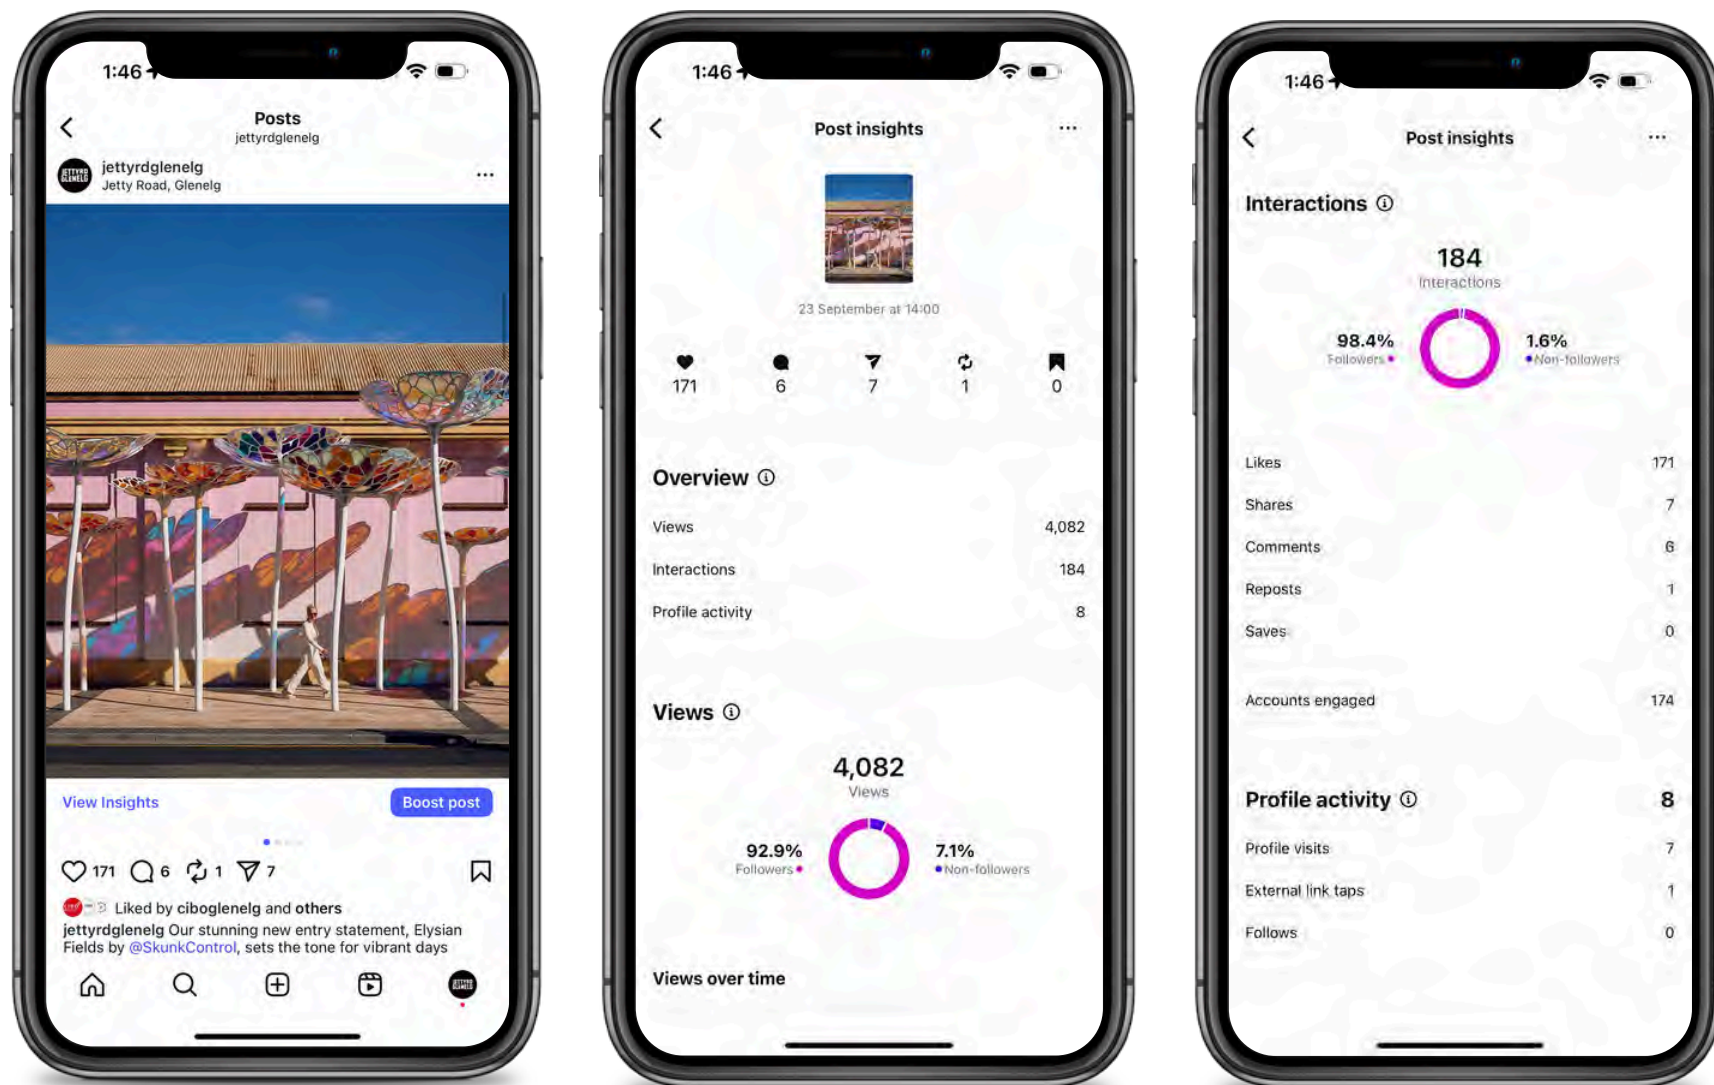 1:46
Posts
jettyrdglenelg
JETTYRD
GLENELG
jettyrdglenelg
Jetty Road, Glenelg
View Insights
Boost post
171 6 1 7
Liked by ciboglenelg and others
jettyrdglenelg Our stunning new entry statement, Elysian
Fields by @SkunkControl, sets the tone for vibrant days
1:46
Post insights
23 September at 14:00
171 6 7 1 0
Overview
Views 4,082
Interactions 184
Profile activity 8
Views
4,082
Views
92.9% 7.1%
Followers Non-followers
Views over time
1:46
Post insights
Interactions
184
Interactions
98.4% 1.6%
Followers Non-followers
Likes 171
Shares 7
Comments 6
Reposts 1
Saves 0
Accounts engaged 174
Profile activity 8
Profile visits 7
External link taps 1
Follows 0